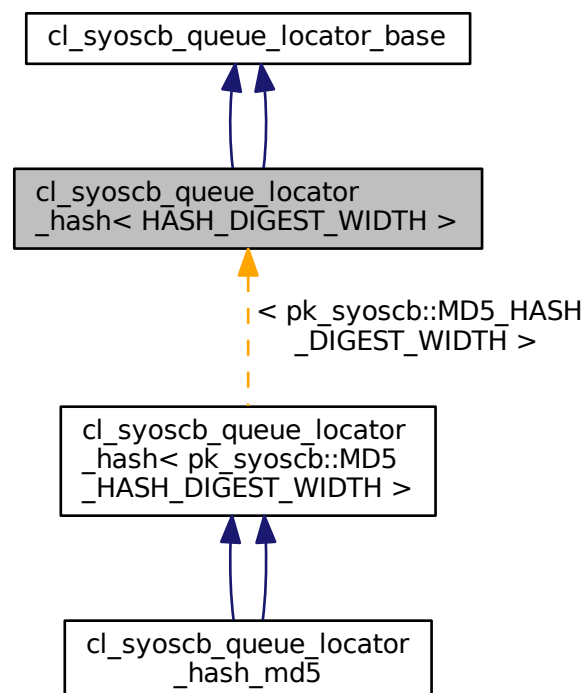 cl_syoscb_queue_locator_base
cl_syoscb_queue_locator
_hash< HASH_DIGEST_WIDTH >
< pk_syoscb::MD5_HASH
_DIGEST_WIDTH >
cl_syoscb_queue_locator
_hash< pk_syoscb::MD5
_HASH_DIGEST_WIDTH >
cl_syoscb_queue_locator
_hash_md5